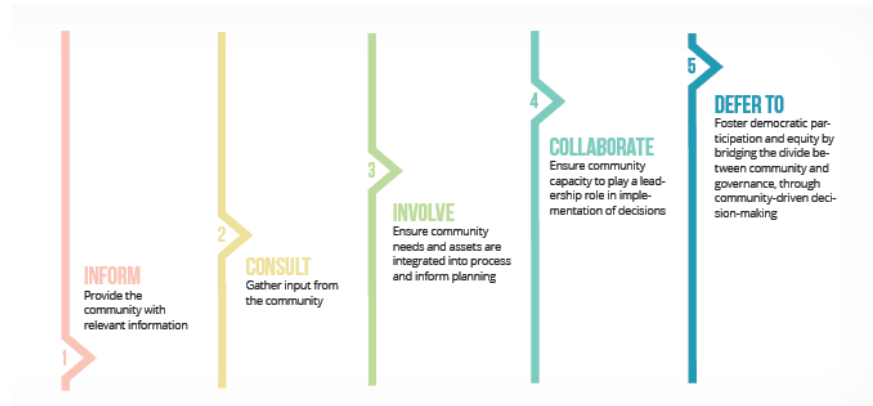 1
INFORM
Provide the
community with
relevant information
2
CONSULT
Gather input from
the community
3
INVOLVE
Ensure community
needs and assets are
integrated into process
and inform planning
4
COLLABORATE
Ensure community
capacity to play a lead-
ership role in imple-
mentation of decisions
5
DEFER TO
Foster democratic par-
ticipation and equity by
bridging the divide be-
tween community and
governance, through
community-driven deci-
sion-making